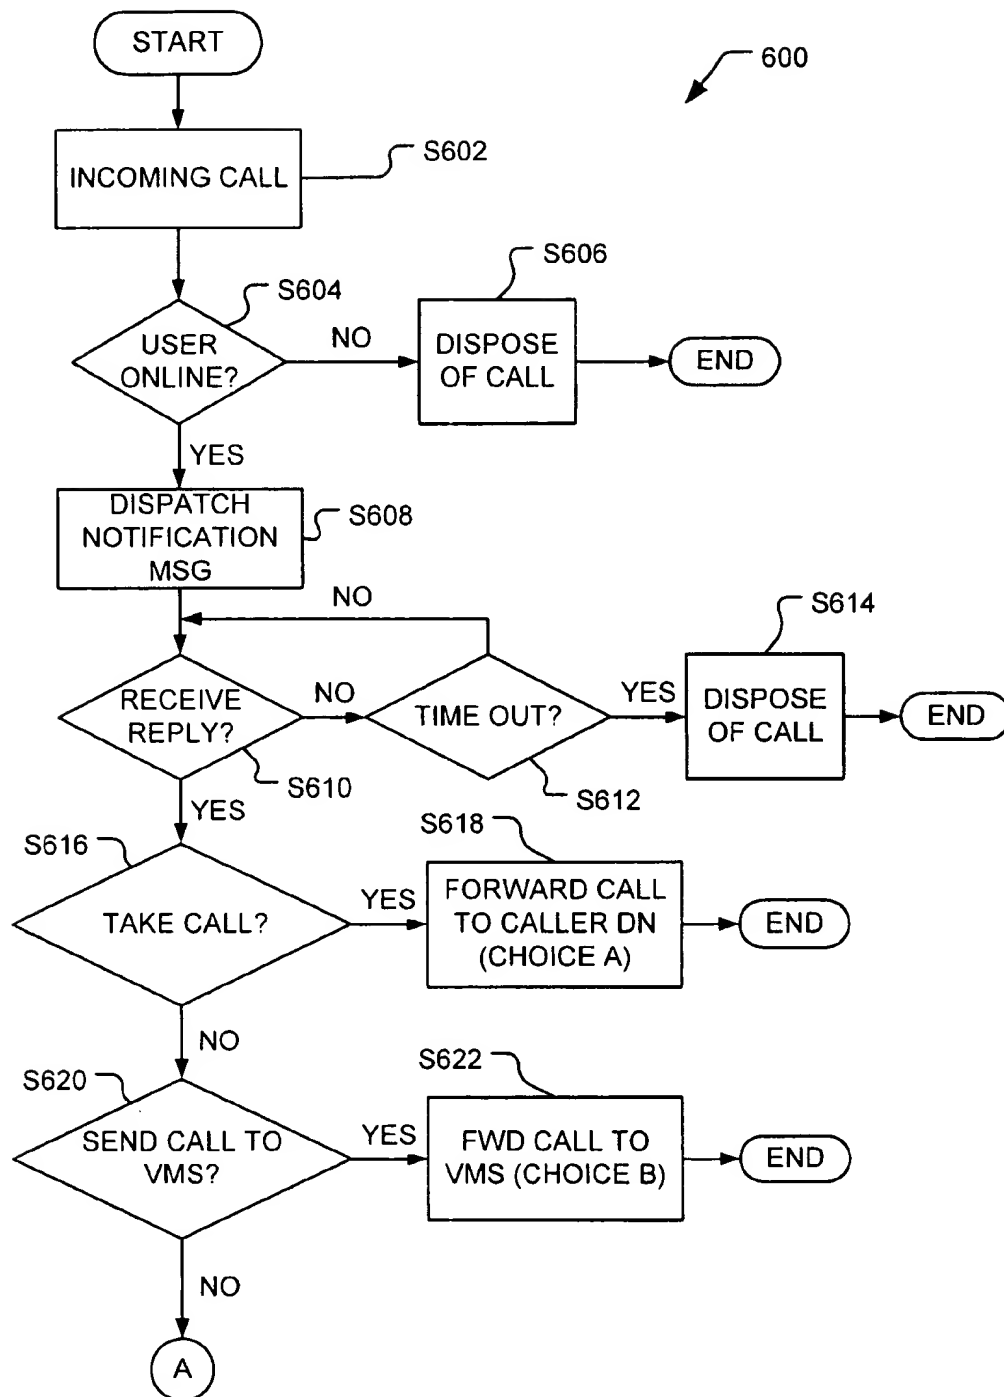 START
600
S602
INCOMING CALL
S606
S604
USER
ONLINE?
NO
DISPOSE
OF CALL
END
YES
DISPATCH
NOTIFICATION
MSG
S608
NO
S614
RECEIVE
REPLY?
NO
TIME OUT?
YES
DISPOSE
OF CALL
END
S610
S612
YES
S616
S618
TAKE CALL?
YES
FORWARD CALL
TO CALLER DN
(CHOICE A)
END
NO
S620
S622
SEND CALL TO
VMS?
YES
FWD CALL TO
VMS (CHOICE B)
END
NO
A